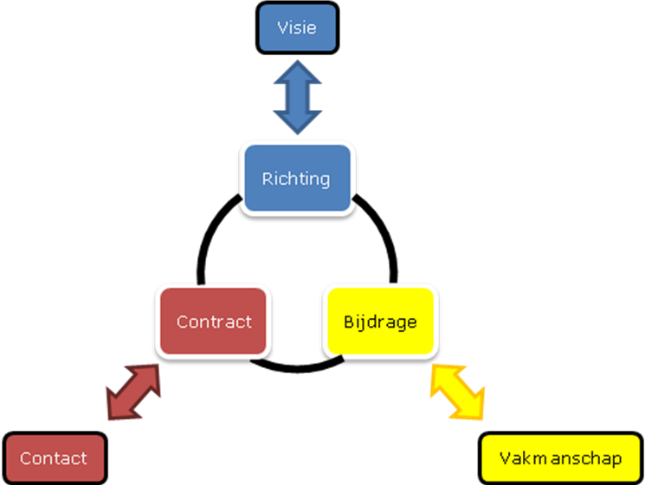 Visie
Richting
Contract
Bijdrage
Contact
Vakmanschap